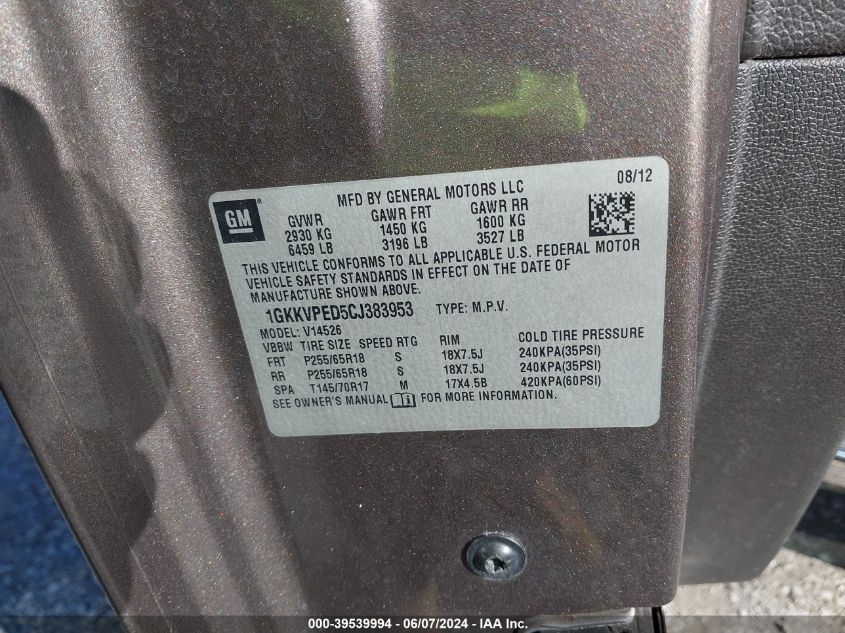 MFD BY GENERAL MOTORS LLC 08/12
GM
GVWR GAWR FRT GAWR RR
2930 KG 1450 KG 1600 KG
6459 LB 3196 LB 3527 LB
THIS VEHICLE CONFORMS TO ALL APPLICABLE U.S. FEDERAL MOTOR
VEHICLE SAFETY STANDARDS IN EFFECT ON THE DATE OF
MANUFACTURE SHOWN ABOVE.
1GKKVPED5CJ383953 TYPE: M.P.V.
MODEL: V14526
VBBW TIRE SIZE SPEED RTG RIM COLD TIRE PRESSURE
FRT P255/65R18 S 18X7.5J 240KPA(35PSI)
RR P255/65R18 S 18X7.5J 240KPA(35PSI)
SPA T145/70R17 M 17X4.5B 420KPA(60PSI)
SEE OWNER'S MANUAL FOR MORE INFORMATION.
000-39539994 / 06/07/2024 - IAA Inc.